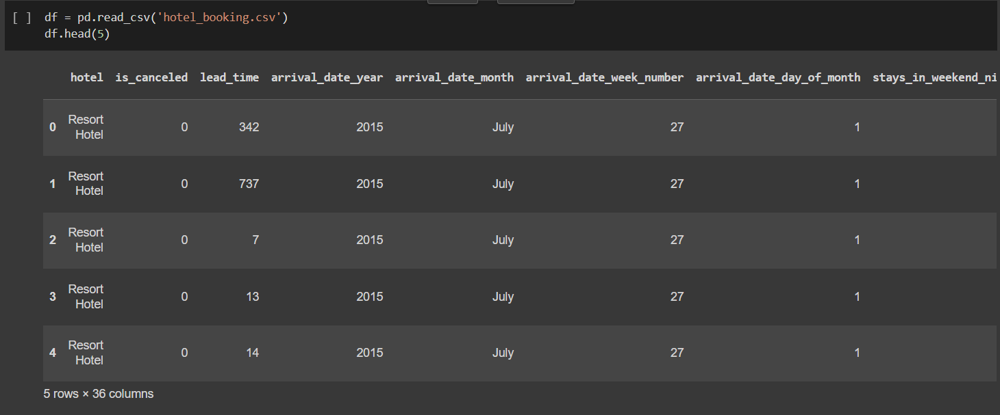 [ ] df = pd.read_csv('hotel_booking.csv')
df.head(5)
hotel is_canceled lead_time arrival_date_year arrival_date_month arrival_date_week_number arrival_date_day_of_month stays_in_weekend_ni
0 Resort Hotel 0 342 2015 July 27 1
1 Resort Hotel 0 737 2015 July 27 1
2 Resort Hotel 0 7 2015 July 27 1
3 Resort Hotel 0 13 2015 July 27 1
4 Resort Hotel 0 14 2015 July 27 1
5 rows × 36 columns